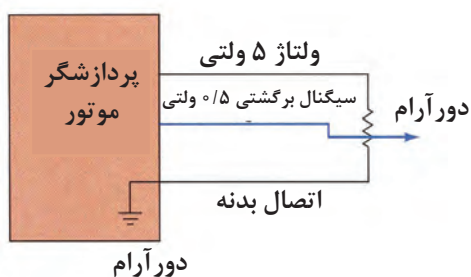 پردازشگر
موتور
ولتاژ ۵ ولتی
سیگنال برگشتی ۰/۵ ولتی
دورآرام
اتصال بدنه
دورآرام